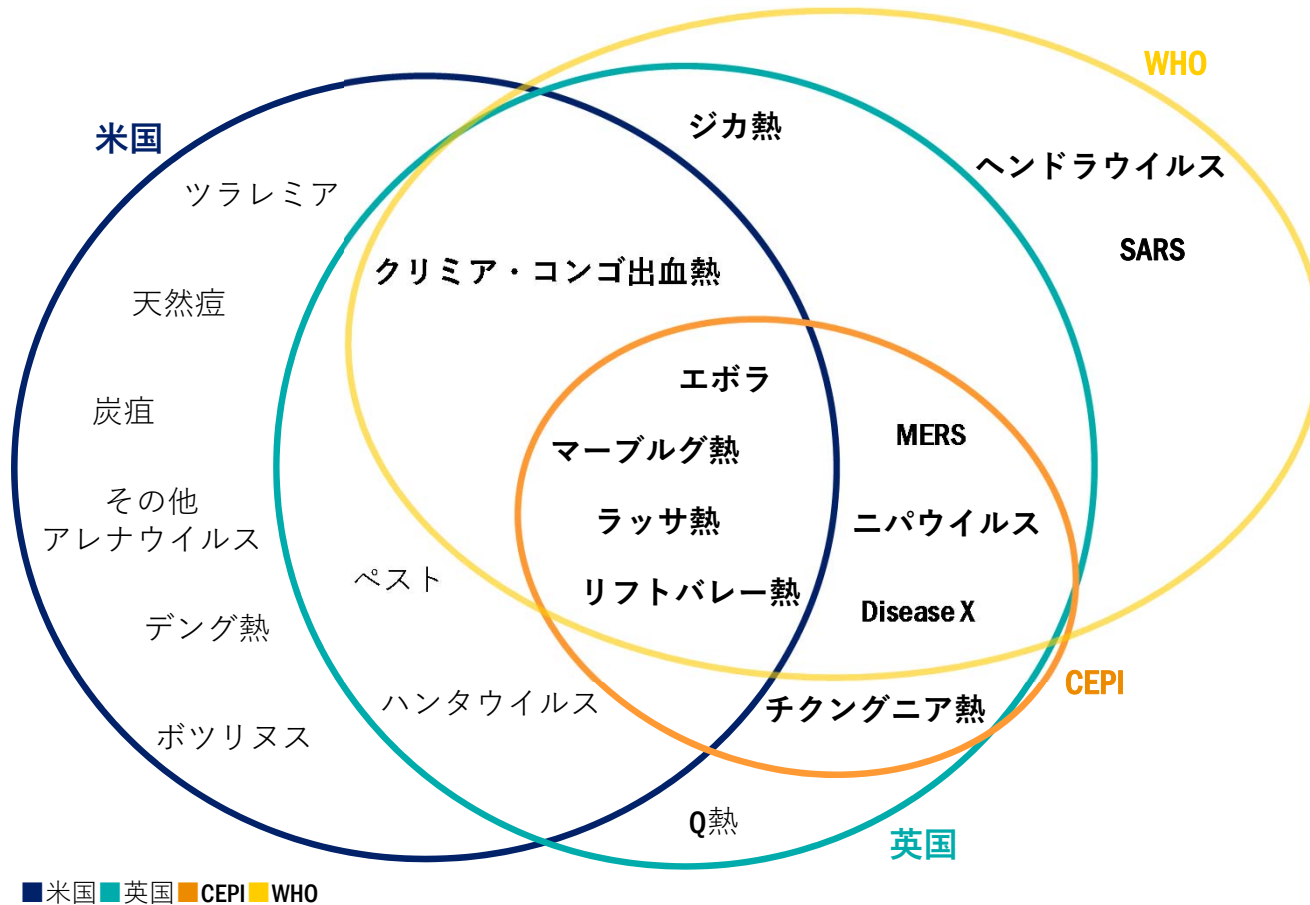 WHO
ジカ熱
米国
ヘンドラウイルス
ツラレミア
SARS
クリミア・コンゴ出血熱
天然痘
エボラ
炭疽
MERS
マーブルグ熱
その他
アレナウイルス
ラッサ熱
ニパウイルス
ペスト
リフトバレー熱
Disease X
デング熱
CEPI
ハンタウイルス
チクングニア熱
ボツリヌス
Q熱
英国
米国 英国 CEPI WHO